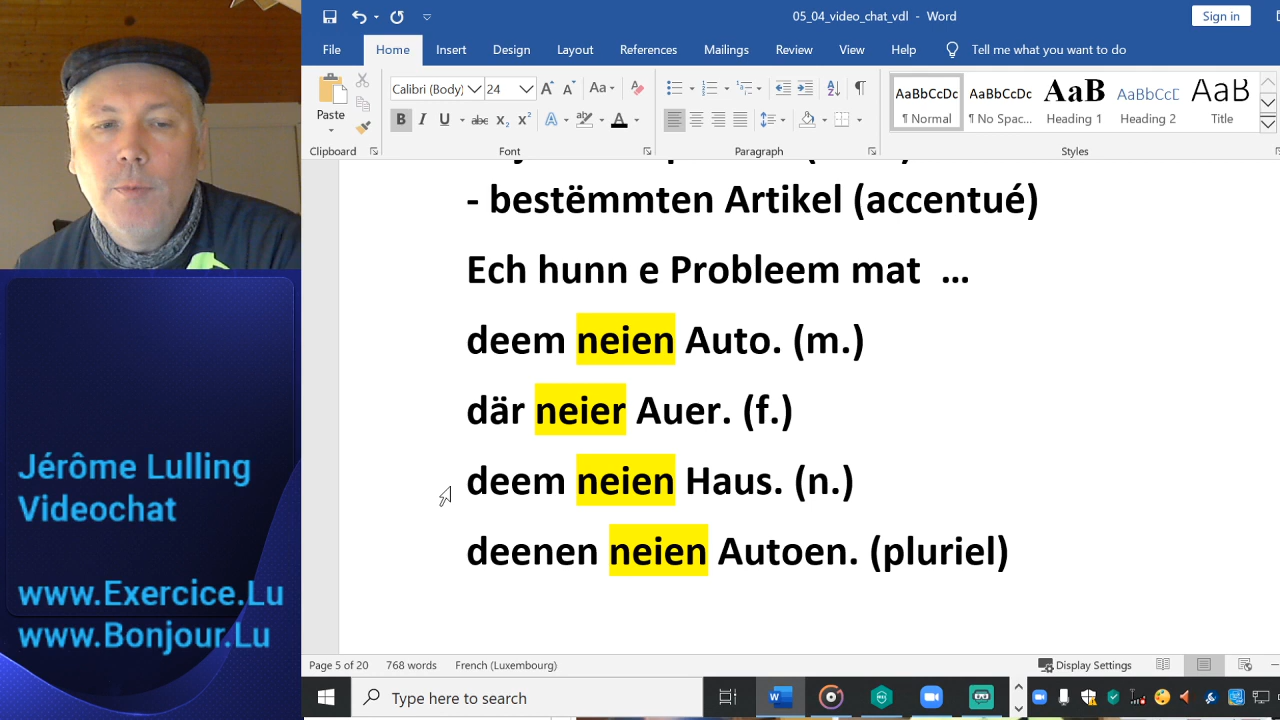 05_04_video_chat_vdl - Word
Sign in
File Home Insert Design Layout References Mailings Review View Help Tell me what you want to do
Paste
Calibri (Body) 24
AaBbCcDc AaBbCcDc AaB AaBbCcC AaBb
¶ Normal ¶ No Spac... Heading 1 Heading 2 Title
Clipboard Font Paragraph Styles
- bestëmmten Artikel (accentué)
Ech hunn e Probleem mat ...
deem neien Auto. (m.)
där neier Auer. (f.)
deem neien Haus. (n.)
deenen neien Autoen. (pluriel)
Jérôme Lulling
Videochat
www.Exercice.Lu
www.Bonjour.Lu
Page 5 of 20 768 words French (Luxembourg) Display Settings
Type here to search